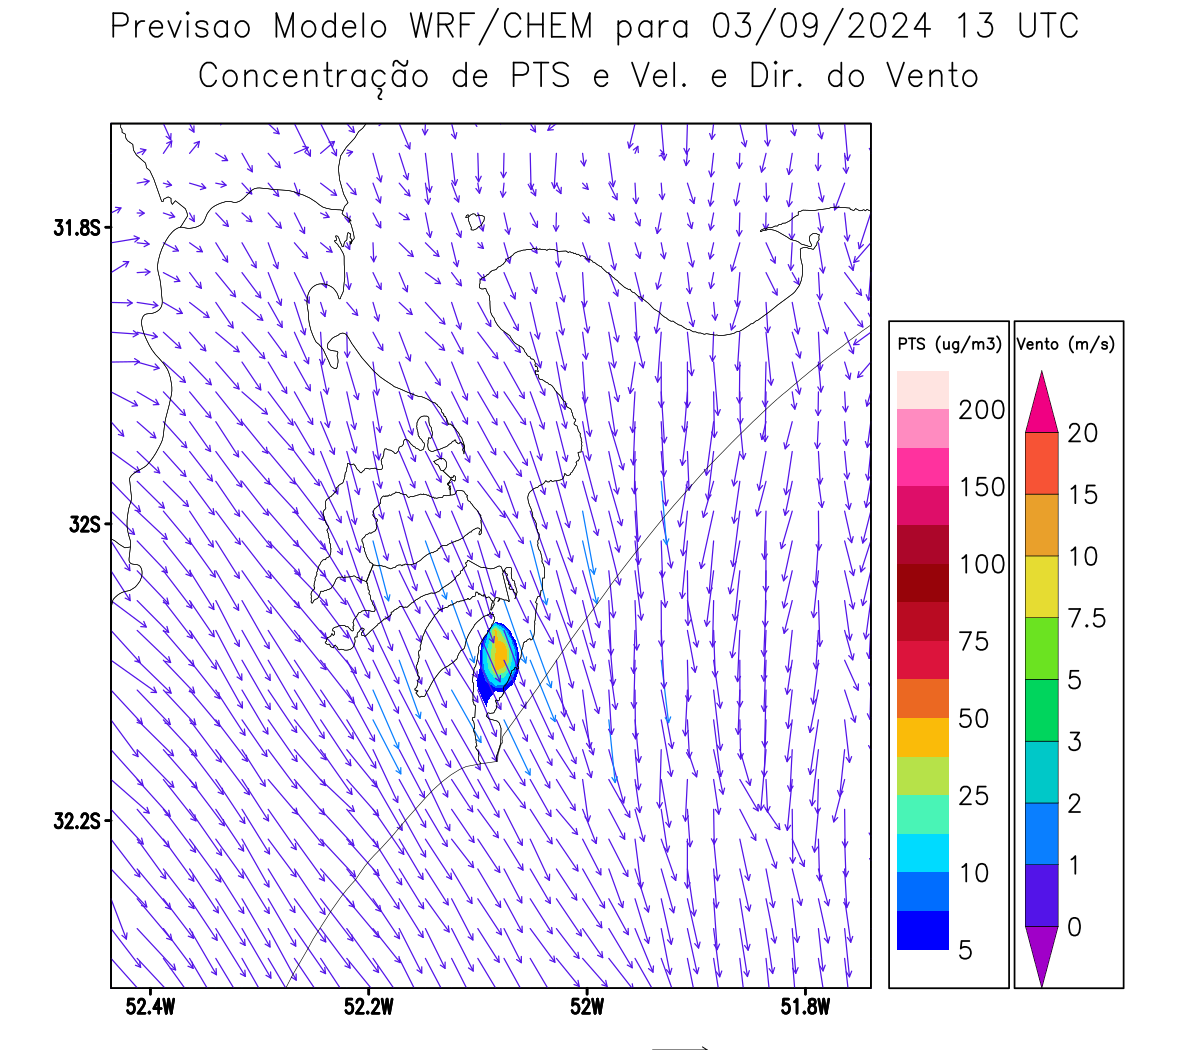 Previsao Modelo WRF/CHEM para 03/09/2024 13 UTC
Concentração de PTS e Vel. e Dir. do Vento
31.8S
32S
32.2S
52.4W 52.2W 52W 51.8W
PTS (ug/m3)
200
150
100
75
50
25
10
5
Vento (m/s)
20
15
10
7.5
5
3
2
1
0